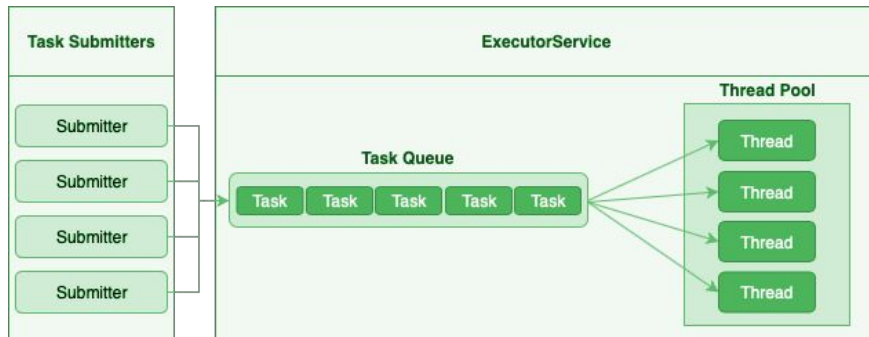 Task Submitters
Submitter
Submitter
Submitter
Submitter
ExecutorService
Task Queue
Task Task Task Task Task
Thread Pool
Thread
Thread
Thread
Thread